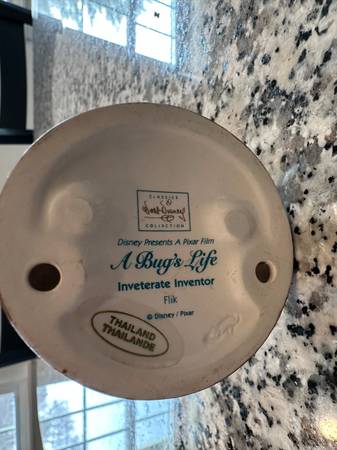 CLASSICS
Walt Disney
COLLECTION
Disney Presents A Pixar Film
A Bug's Life
Inveterate Inventor
Flik
© Disney / Pixar
THAILAND
THAILANDE